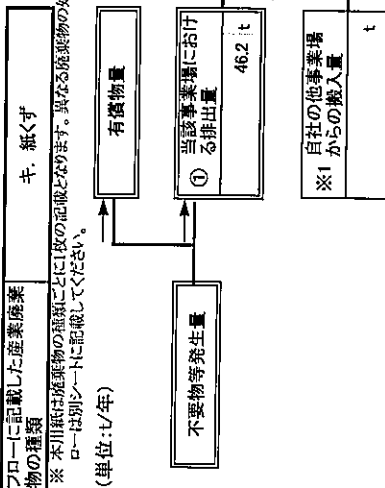 フローに記載した産業廃棄
物の種類
キ. 紙くず
※ 本用紙は廃棄物の種類ごとに1枚の記載となります。異なる廃棄物の処
ローは別シートに記載してください。
(単位:t/年)
有償物量
不要物等発生量
① 当該事業場におけ
る排出量
46.2 t
※1 自社の他事業場
からの搬入量
t